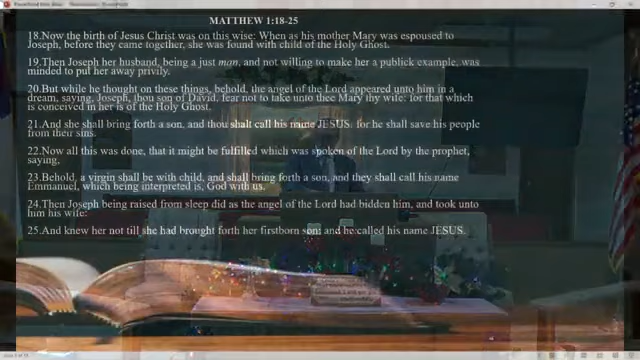 MATTHEW 1:18-25
18.Now the birth of Jesus Christ was on this wise: When as his mother Mary was espoused to
Joseph, before they came together, she was found with child of the Holy Ghost.
19.Then Joseph her husband, being a just man, and not willing to make her a publick example, was
minded to put her away privily.
20.But while he thought on these things, behold, the angel of the Lord appeared unto him in a
dream, saying, Joseph, thou son of David, fear not to take unto thee Mary thy wife: for that which
is conceived in her is of the Holy Ghost.
21.And she shall bring forth a son, and thou shalt call his name JESUS: for he shall save his people
from their sins.
22.Now all this was done, that it might be fulfilled which was spoken of the Lord by the prophet,
saying,
23.Behold, a virgin shall be with child, and shall bring forth a son, and they shall call his name
Emmanuel, which being interpreted is, God with us.
24.Then Joseph being raised from sleep did as the angel of the Lord had bidden him, and took unto
him his wife:
25.And knew her not till she had brought forth her firstborn son: and he called his name JESUS.